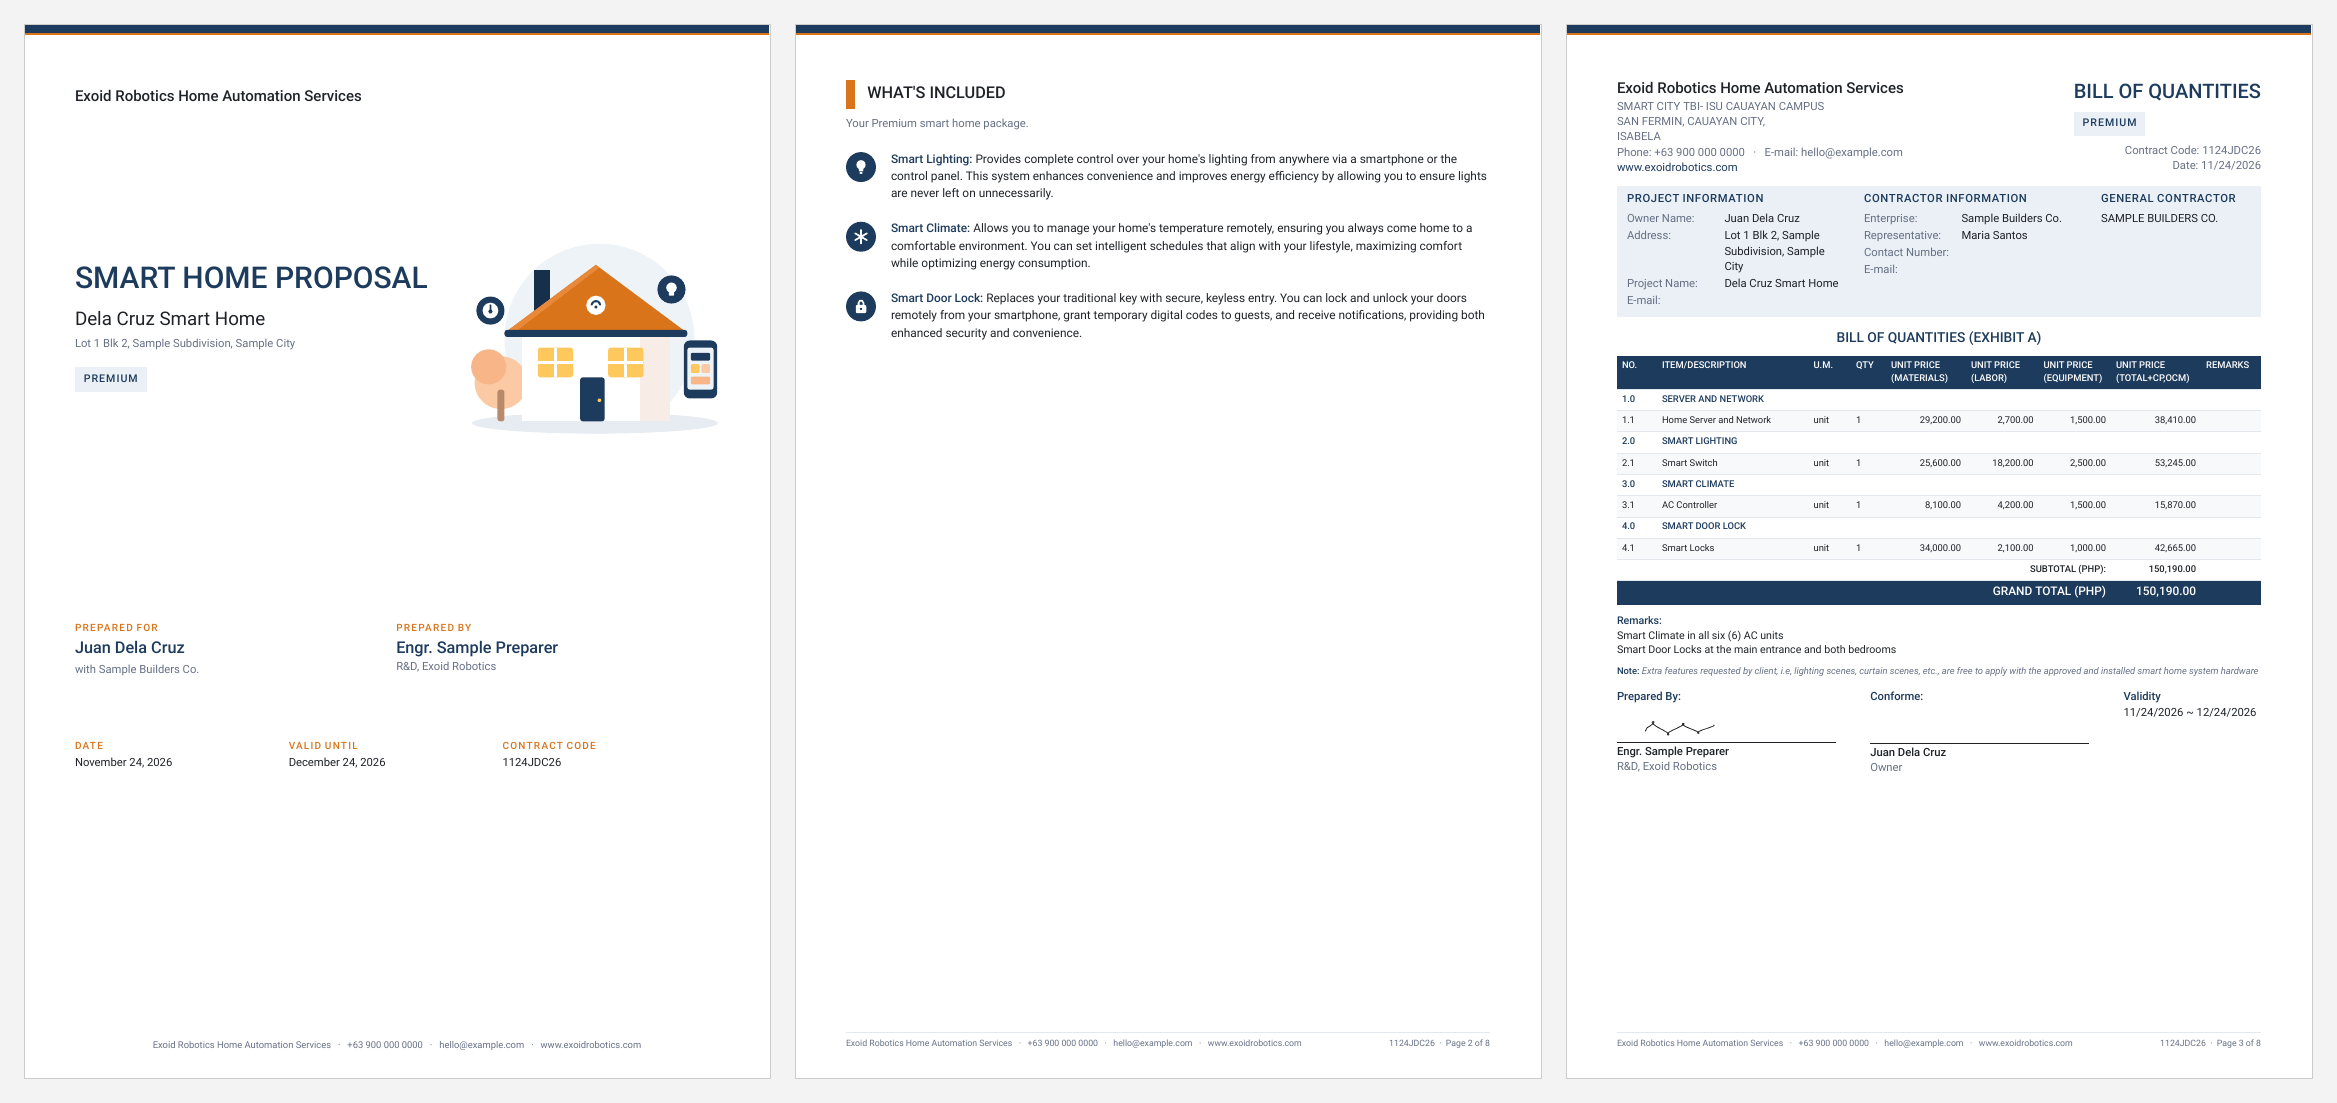 Exoid Robotics Home Automation Services
SMART HOME PROPOSAL
Dela Cruz Smart Home
Lot 1 Blk 2, Sample Subdivision, Sample City
PREMIUM
PREPARED FOR
Juan Dela Cruz
with Sample Builders Co.
PREPARED BY
Engr. Sample Preparer
R&D, Exoid Robotics
DATE
November 24, 2026
VALID UNTIL
December 24, 2026
CONTRACT CODE
1124JDC26
Exoid Robotics Home Automation Services · +63 900 000 0000 · hello@example.com · www.exoidrobotics.com
WHAT'S INCLUDED
Your Premium smart home package.
Smart Lighting: Provides complete control over your home's lighting from anywhere via a smartphone or the
control panel. This system enhances convenience and improves energy efficiency by allowing you to ensure lights
are never left on unnecessarily.
Smart Climate: Allows you to manage your home's temperature remotely, ensuring you always come home to a
comfortable environment. You can set intelligent schedules that align with your lifestyle, maximizing comfort
while optimizing energy consumption.
Smart Door Lock: Replaces your traditional key with secure, keyless entry. You can lock and unlock your doors
remotely from your smartphone, grant temporary digital codes to guests, and receive notifications, providing both
enhanced security and convenience.
Exoid Robotics Home Automation Services · +63 900 000 0000 · hello@example.com · www.exoidrobotics.com 1124JDC26 · Page 2 of 8
Exoid Robotics Home Automation Services
SMART CITY TBI- ISU CAUAYAN CAMPUS
SAN FERMIN, CAUAYAN CITY,
ISABELA
Phone: +63 900 000 0000 · E-mail: hello@example.com
www.exoidrobotics.com
BILL OF QUANTITIES
PREMIUM
Contract Code: 1124JDC26
Date: 11/24/2026
PROJECT INFORMATION
Owner Name: Juan Dela Cruz
Address: Lot 1 Blk 2, Sample
Subdivision, Sample
City
Project Name: Dela Cruz Smart Home
E-mail:
CONTRACTOR INFORMATION
Enterprise: Sample Builders Co.
Representative: Maria Santos
Contact Number:
E-mail:
GENERAL CONTRACTOR
SAMPLE BUILDERS CO.
BILL OF QUANTITIES (EXHIBIT A)
NO. ITEM/DESCRIPTION U.M. QTY UNIT PRICE UNIT PRICE UNIT PRICE UNIT PRICE REMARKS
(MATERIALS) (LABOR) (EQUIPMENT) (TOTAL+CP,OCM)
1.0 SERVER AND NETWORK
1.1 Home Server and Network unit 1 29,200.00 2,700.00 1,500.00 38,410.00
2.0 SMART LIGHTING
2.1 Smart Switch unit 1 25,600.00 18,200.00 2,500.00 53,245.00
3.0 SMART CLIMATE
3.1 AC Controller unit 1 8,100.00 4,200.00 1,500.00 15,870.00
4.0 SMART DOOR LOCK
4.1 Smart Locks unit 1 34,000.00 2,100.00 1,000.00 42,665.00
SUBTOTAL (PHP): 150,190.00
GRAND TOTAL (PHP) 150,190.00
Remarks:
Smart Climate in all six (6) AC units
Smart Door Locks at the main entrance and both bedrooms
Note: Extra features requested by client, i.e, lighting scenes, curtain scenes, etc., are free to apply with the approved and installed smart home system hardware
Prepared By:
Engr. Sample Preparer
R&D, Exoid Robotics
Conforme:
Juan Dela Cruz
Owner
Validity
11/24/2026 ~ 12/24/2026
Exoid Robotics Home Automation Services · +63 900 000 0000 · hello@example.com · www.exoidrobotics.com 1124JDC26 · Page 3 of 8